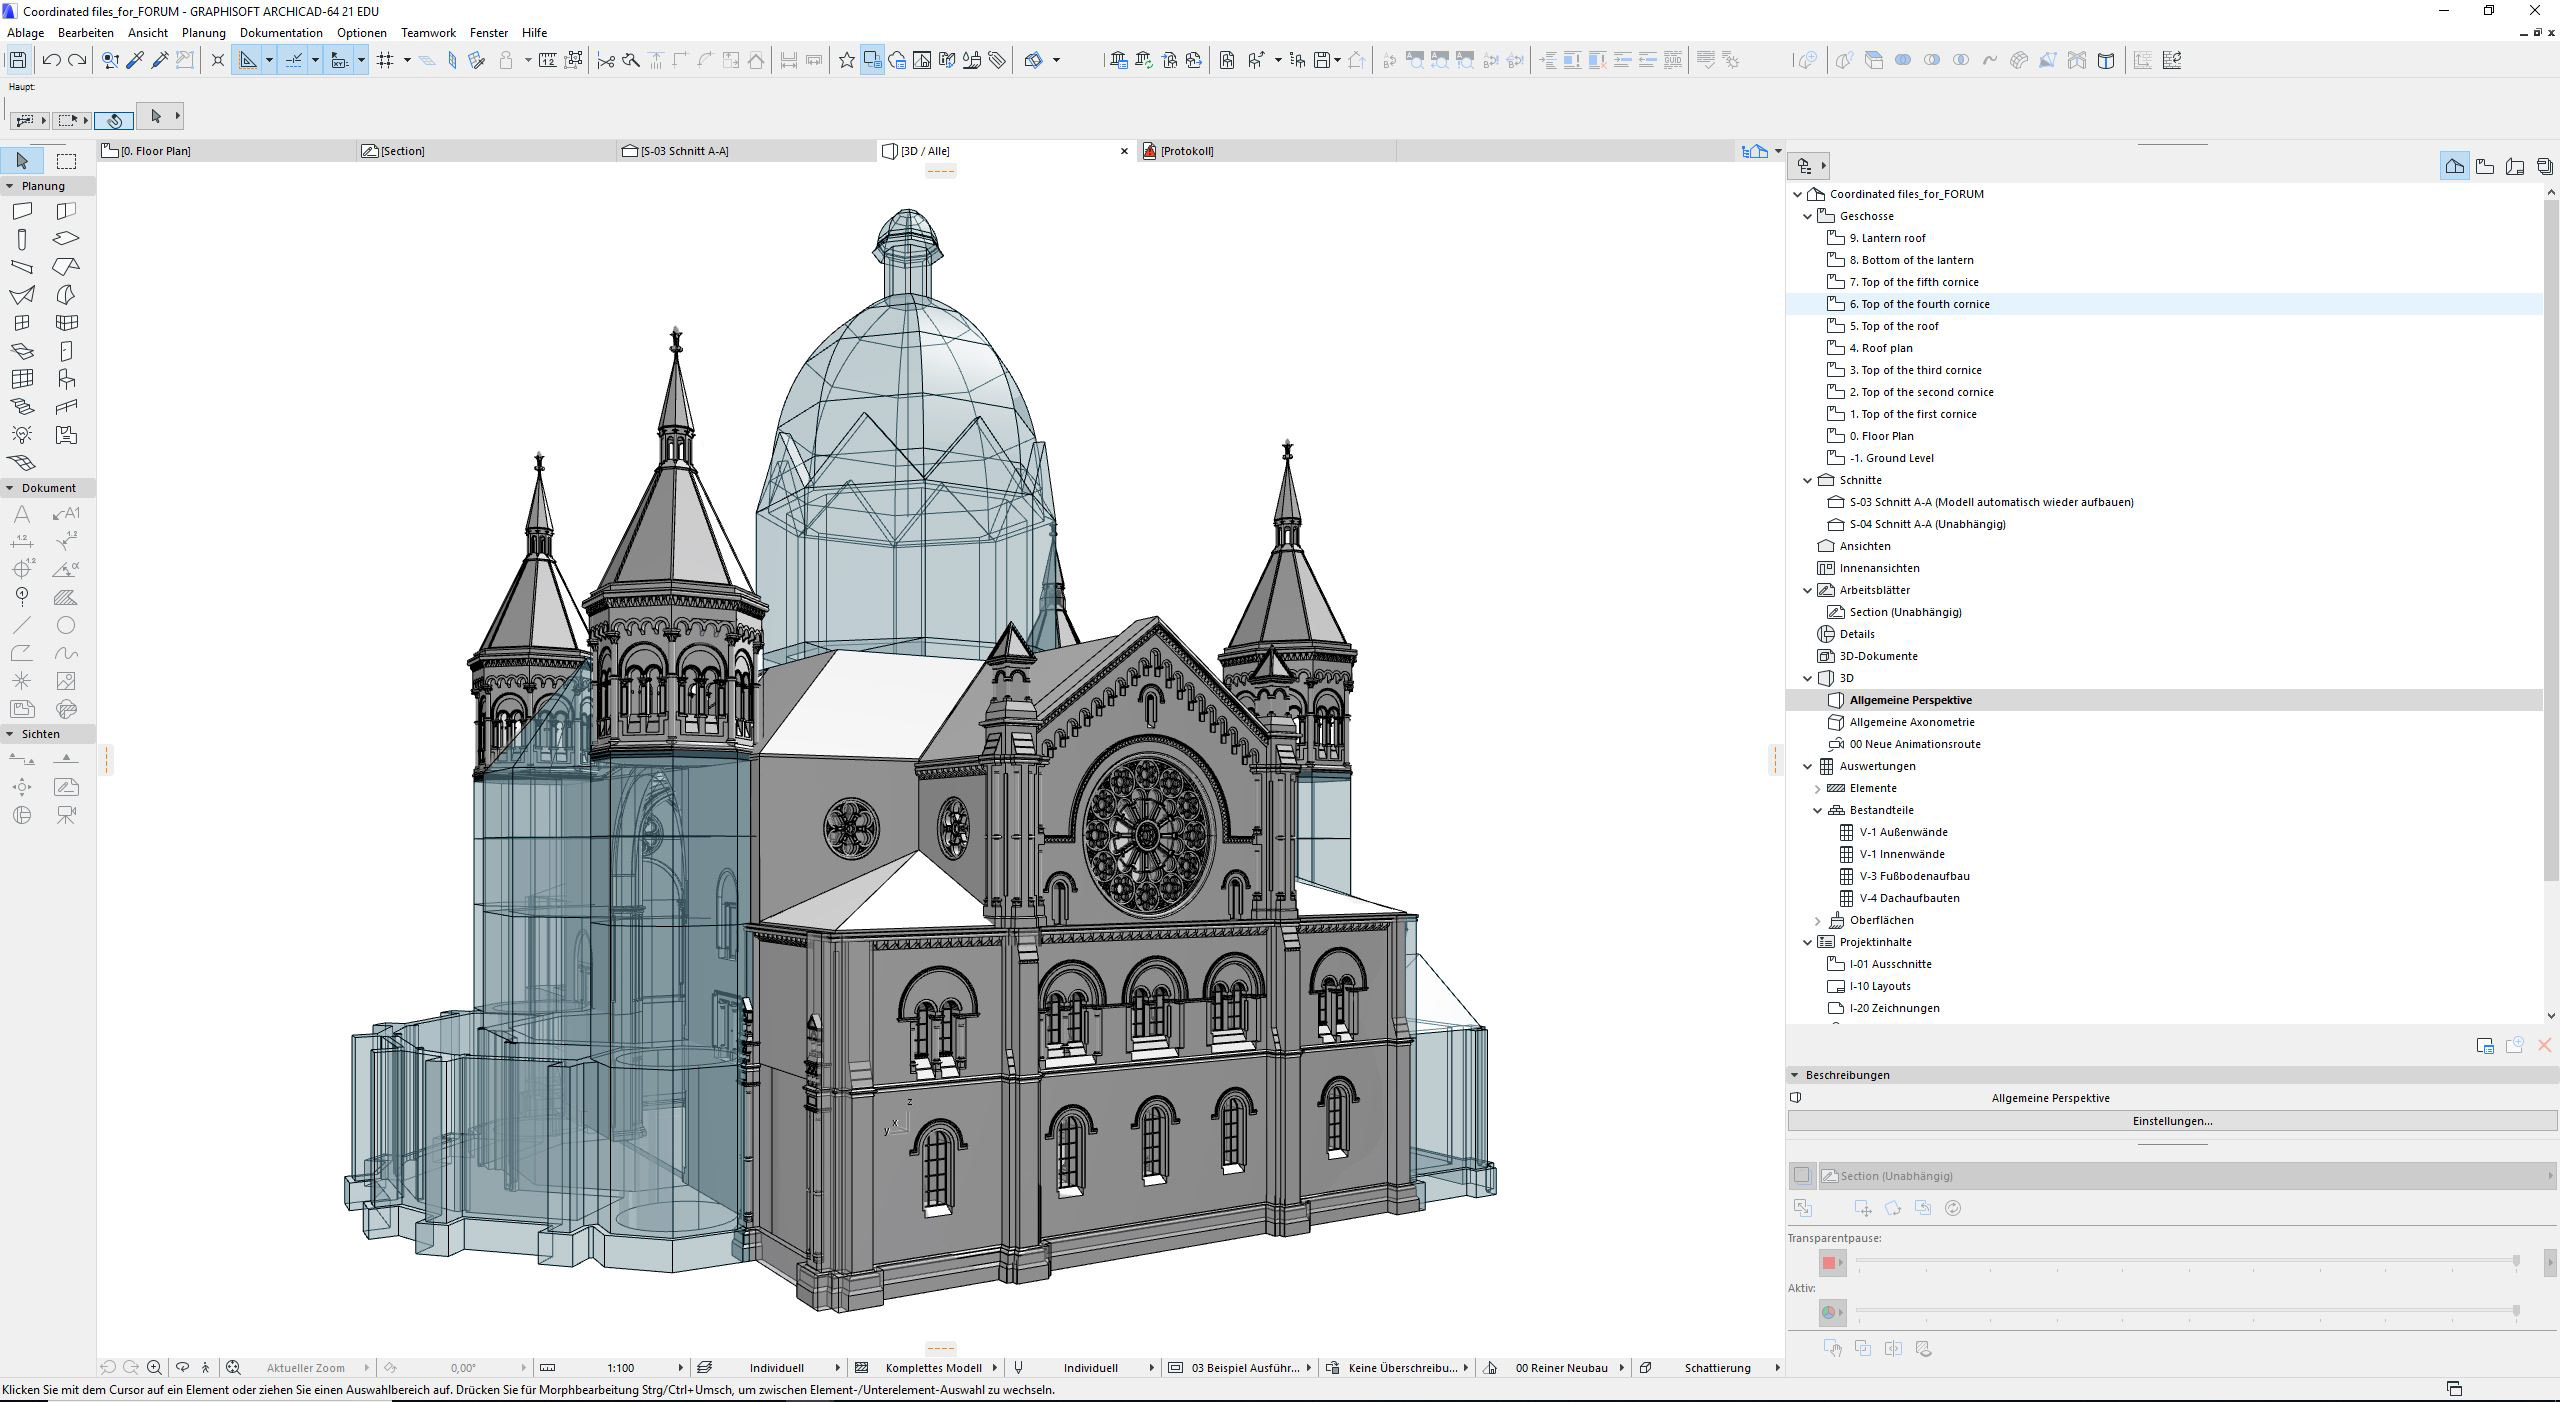 Coordinated files_for_FORUM - GRAPHISOFT ARCHICAD-64 21 EDU
Ablage Bearbeiten Ansicht Planung Dokumentation Optionen Teamwork Fenster Hilfe
Haupt:
[0. Floor Plan] [Section] [S-03 Schnitt A-A] [3D / Alle] [Protokoll]
Planung
Dokument
A A1
1.2 1.2
1.2 α
1
Sichten
z
x
y
Coordinated files_for_FORUM
Geschosse
9. Lantern roof
8. Bottom of the lantern
7. Top of the fifth cornice
6. Top of the fourth cornice
5. Top of the roof
4. Roof plan
3. Top of the third cornice
2. Top of the second cornice
1. Top of the first cornice
0. Floor Plan
-1. Ground Level
Schnitte
S-03 Schnitt A-A (Modell automatisch wieder aufbauen)
S-04 Schnitt A-A (Unabhängig)
Ansichten
Innenansichten
Arbeitsblätter
Section (Unabhängig)
Details
3D-Dokumente
3D
Allgemeine Perspektive
Allgemeine Axonometrie
00 Neue Animationsroute
Auswertungen
Elemente
Bestandteile
V-1 Außenwände
V-1 Innenwände
V-3 Fußbodenaufbau
V-4 Dachaufbauten
Oberflächen
Projektinhalte
I-01 Ausschnitte
I-10 Layouts
I-20 Zeichnungen
Beschreibungen
Allgemeine Perspektive
Einstellungen...
Section (Unabhängig)
Transparentpause:
Aktiv:
Aktueller Zoom 0,00° 1:100 Individuell Komplettes Modell Individuell 03 Beispiel Ausführ... Keine Überschreibu... 00 Reiner Neubau Schattierung
Klicken Sie mit dem Cursor auf ein Element oder ziehen Sie einen Auswahlbereich auf. Drücken Sie für Morphbearbeitung Strg/Ctrl+Umsch, um zwischen Element-/Unterelement-Auswahl zu wechseln.